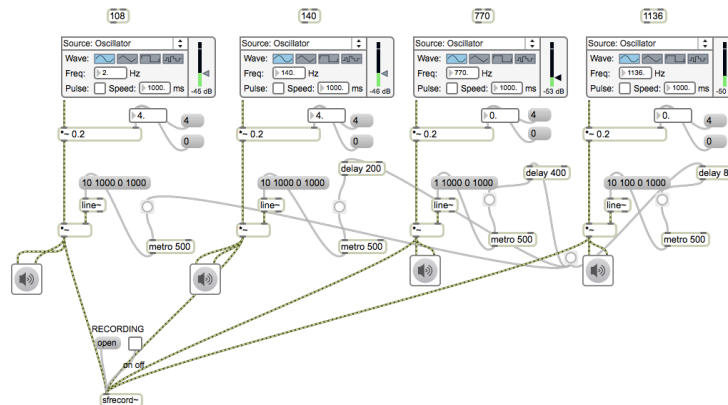 108 140 770 1136
Source: Oscillator Source: Oscillator Source: Oscillator Source: Oscillator
Wave: Wave: Wave: Wave:
Freq: 2. Hz Freq: 140. Hz Freq: 770. Hz Freq: 1136. Hz
Pulse: Speed: 1000. ms -46 dB Pulse: Speed: 1000. ms -46 dB Pulse: Speed: 1000. ms -53 dB Pulse: Speed: 1000. ms -50
4. 4 4. 4 0. 4 0. 4
*~ 0.2 0 *~ 0.2 0 *~ 0.2 0 *~ 0.2 0
delay 200 delay 400 delay 8
10 1000 0 1000 10 1000 0 1000 1 1000 0 1000 10 100 0 1000
line~ line~ line~ line~
*~ *~ *~ *~
metro 500 metro 500 metro 500 metro 500
RECORDING
open
on off
sfrecord~